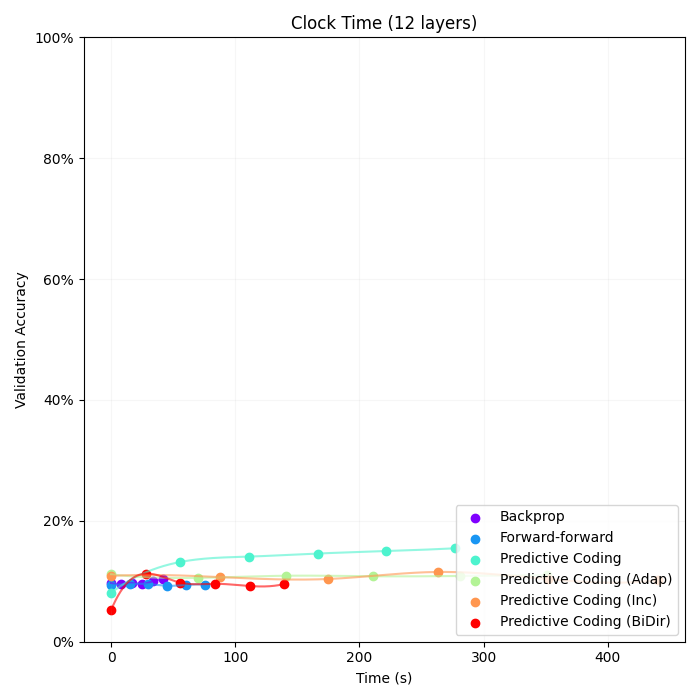 Clock Time (12 layers)
100%
80%
60%
40%
20%
0%
Validation Accuracy
Backprop
Forward-forward
Predictive Coding
Predictive Coding (Adap)
Predictive Coding (Inc)
Predictive Coding (BiDir)
0
100
200
300
400
Time (s)